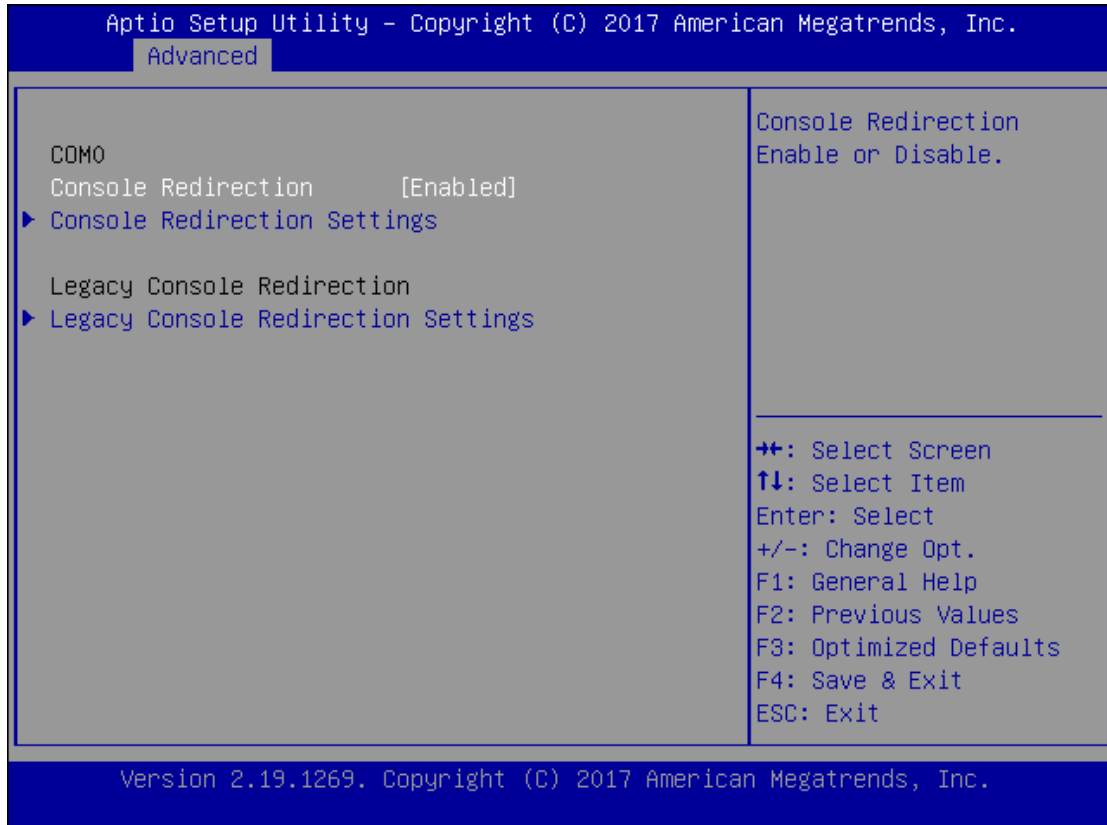 Aptio Setup Utility – Copyright (C) 2017 American Megatrends, Inc.
Advanced
COM0
Console Redirection [Enabled]
Console Redirection Settings
Legacy Console Redirection
Legacy Console Redirection Settings
Console Redirection
Enable or Disable.
→←: Select Screen
↑↓: Select Item
Enter: Select
+/-: Change Opt.
F1: General Help
F2: Previous Values
F3: Optimized Defaults
F4: Save & Exit
ESC: Exit
Version 2.19.1269. Copyright (C) 2017 American Megatrends, Inc.